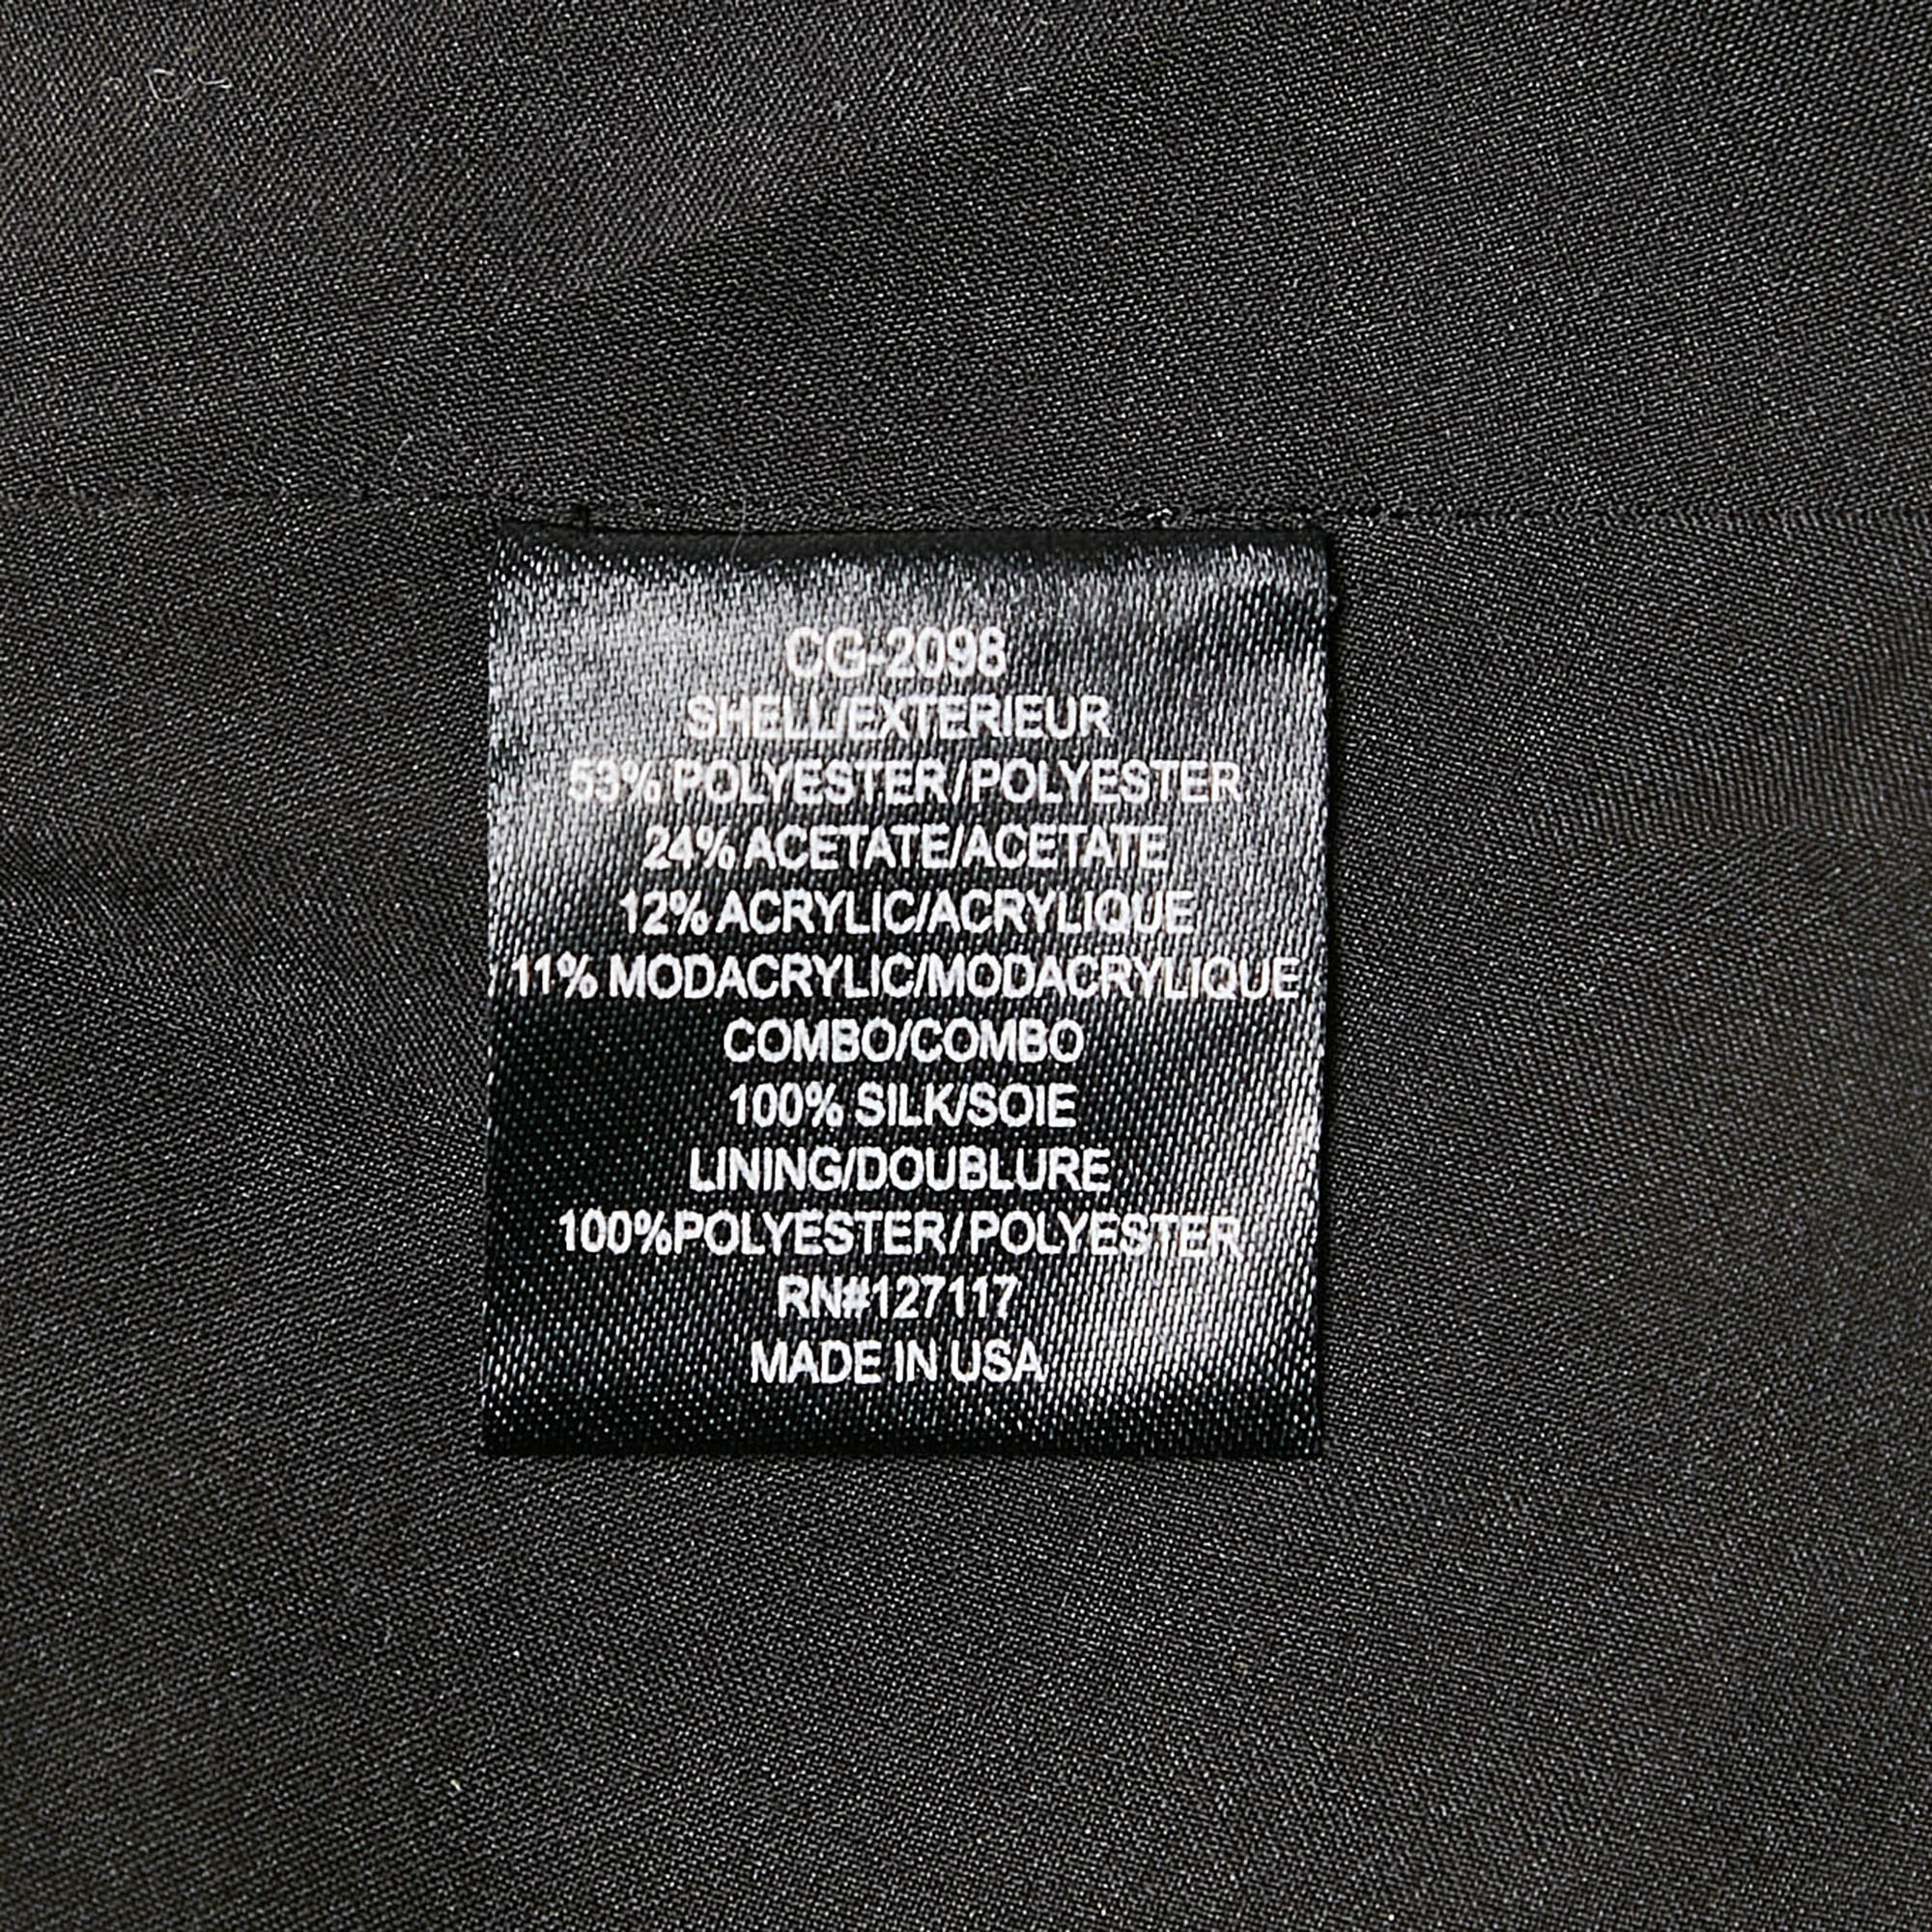 CG-2098
SHELL/EXTERIEUR
53% POLYESTER/POLYESTER
24% ACETATE/ACETATE
12% ACRYLIC/ACRYLIQUE
11% MODACRYLIC/MODACRYLIQUE
COMBO/COMBO
100% SILK/SOIE
LINING/DOUBLURE
100%POLYESTER/POLYESTER
RN#127117
MADE IN USA